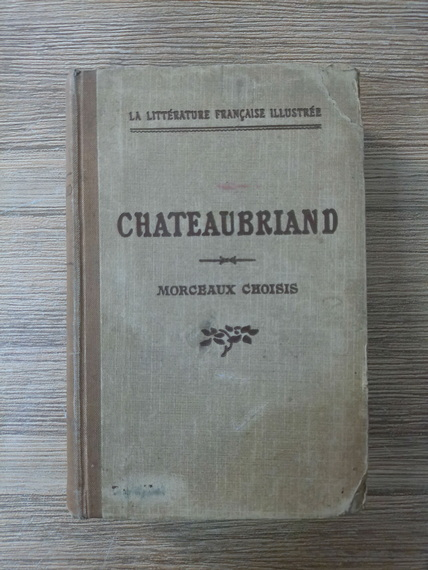 LA LITTÉRATURE FRANÇAISE ILLUSTRÉE
CHATEAUBRIAND
MORCEAUX CHOISIS